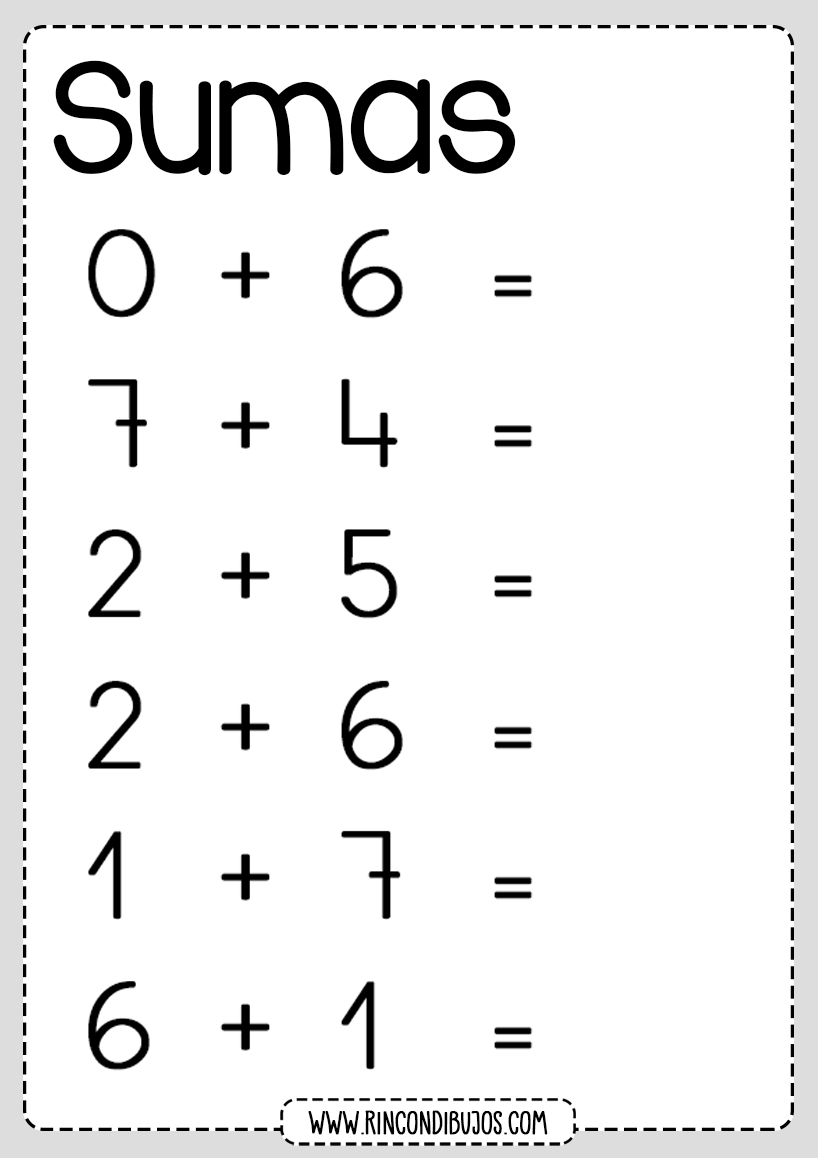 Sumas
0 + 6 =
7 + 4 =
2 + 5 =
2 + 6 =
1 + 7 =
6 + 1 =
WWW.RINCONDIBUJOS.COM